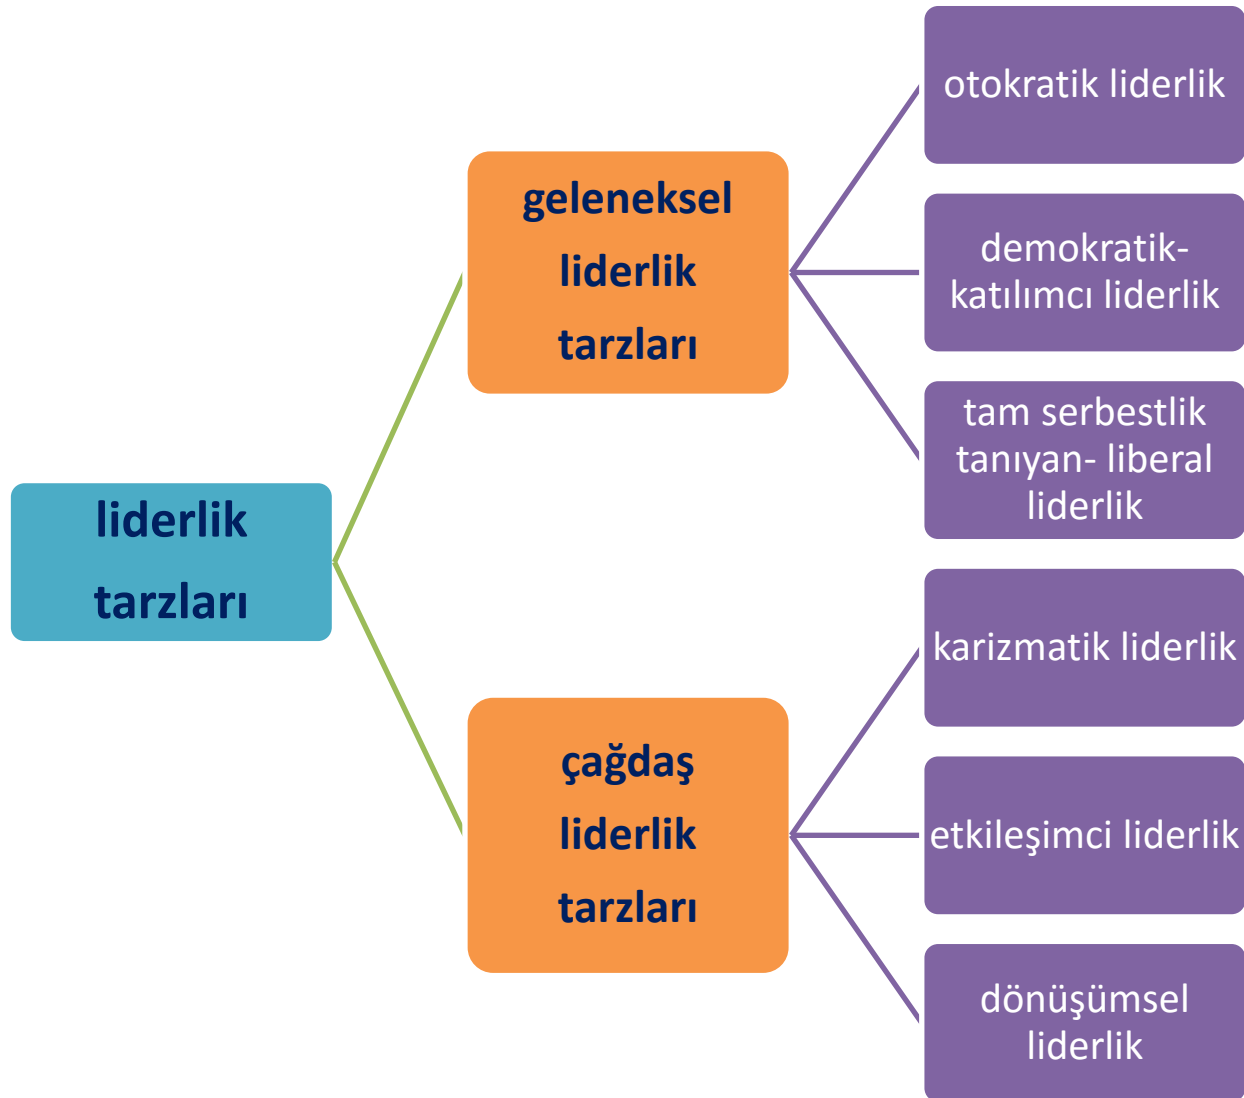 liderlik
tarzları
geleneksel
liderlik
tarzları
otokratik liderlik
demokratik-
katılımcı liderlik
tam serbestlik
tanıyan- liberal
liderlik
çağdaş
liderlik
tarzları
karizmatik liderlik
etkileşimci liderlik
dönüşümsel
liderlik